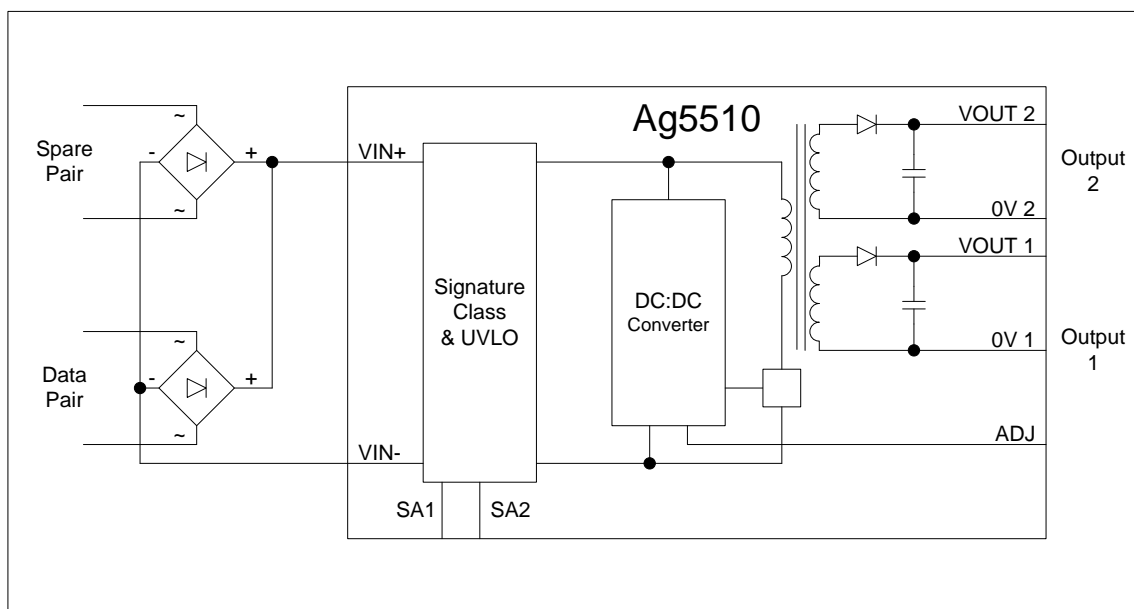 Ag5510
~
VOUT 2
Spare
Pair
-
+
VIN+
Output
2
~
0V 2
VOUT 1
Signature
Class
& UVLO
DC:DC
Converter
~
0V 1
Output
1
Data
Pair
-
+
~
ADJ
VIN-
SA1
SA2